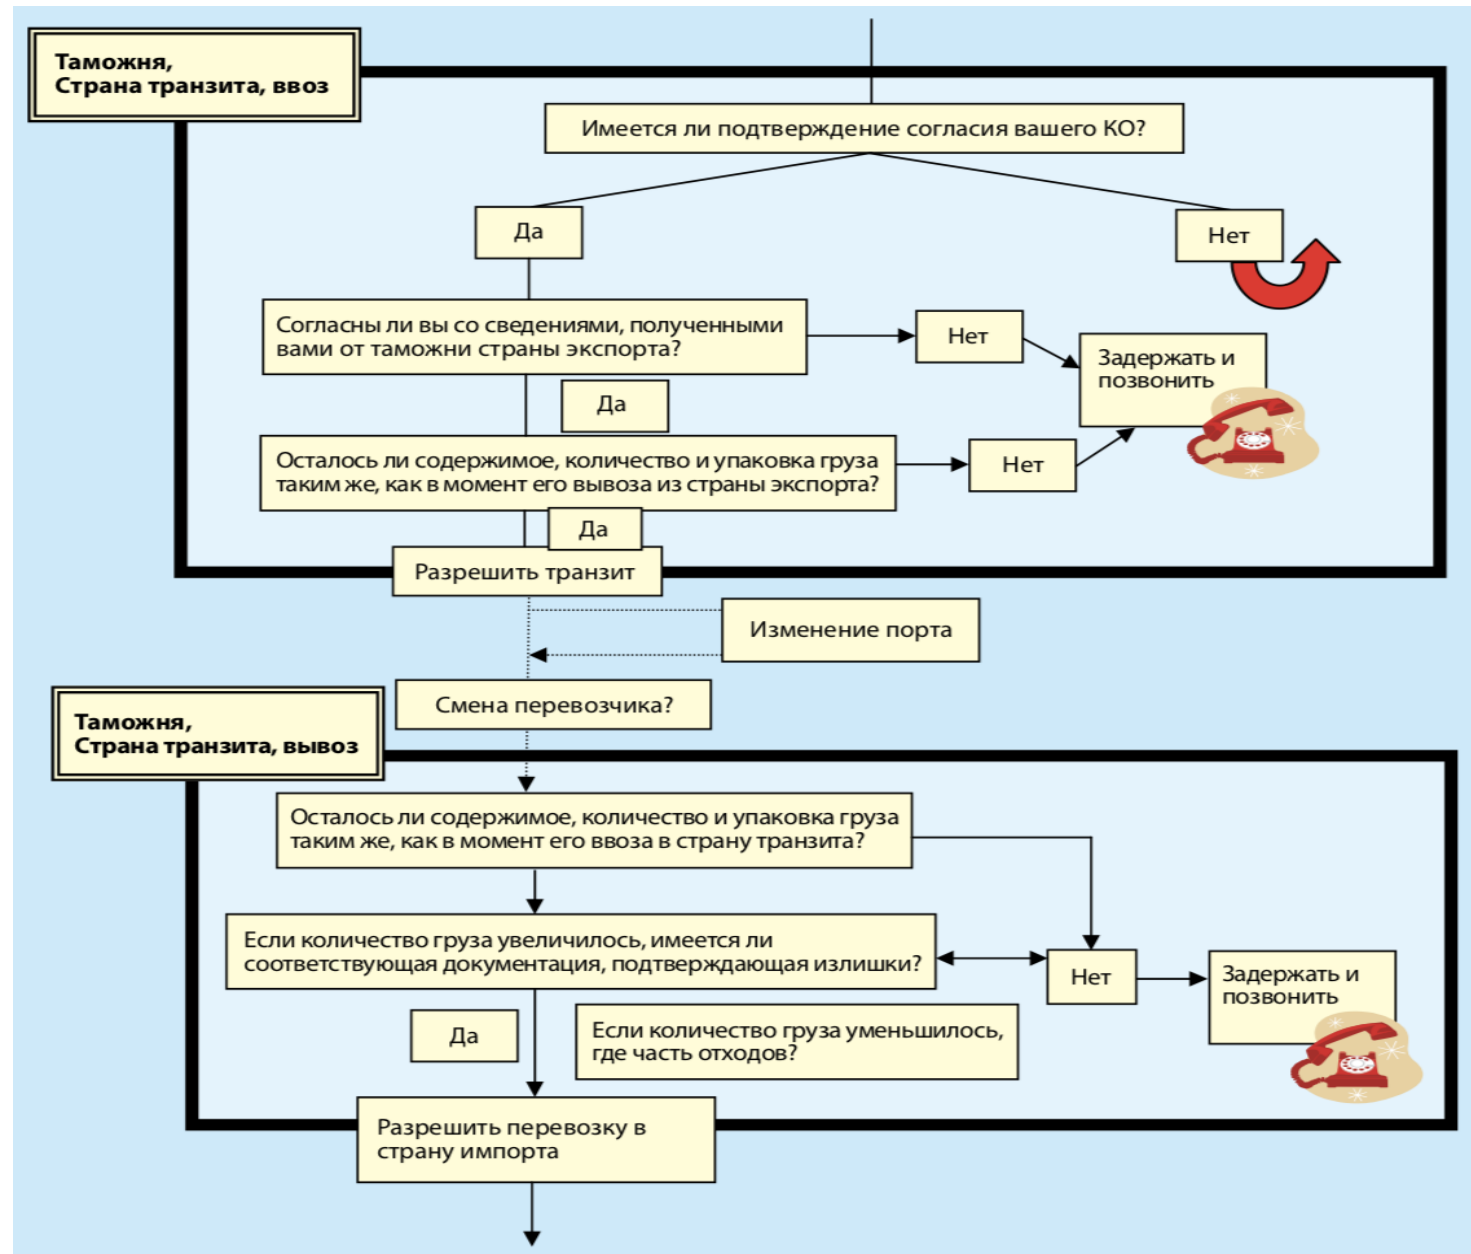 Таможня,
Страна транзита, ввоз
Имеется ли подтверждение согласия вашего КО?
Да
Нет
Согласны ли вы со сведениями, полученными
вами от таможни страны экспорта?
Нет
Задержать и
позвонить
Да
Осталось ли содержимое, количество и упаковка груза
таким же, как в момент его вывоза из страны экспорта?
Нет
Да
Разрешить транзит
Изменение порта
Смена перевозчика?
Таможня,
Страна транзита, вывоз
Осталось ли содержимое, количество и упаковка груза
таким же, как в момент его ввоза в страну транзита?
Если количество груза увеличилось, имеется ли
соответствующая документация, подтверждающая излишки?
Нет
Задержать и
позвонить
Да
Если количество груза уменьшилось,
где часть отходов?
Разрешить перевозку в
страну импорта